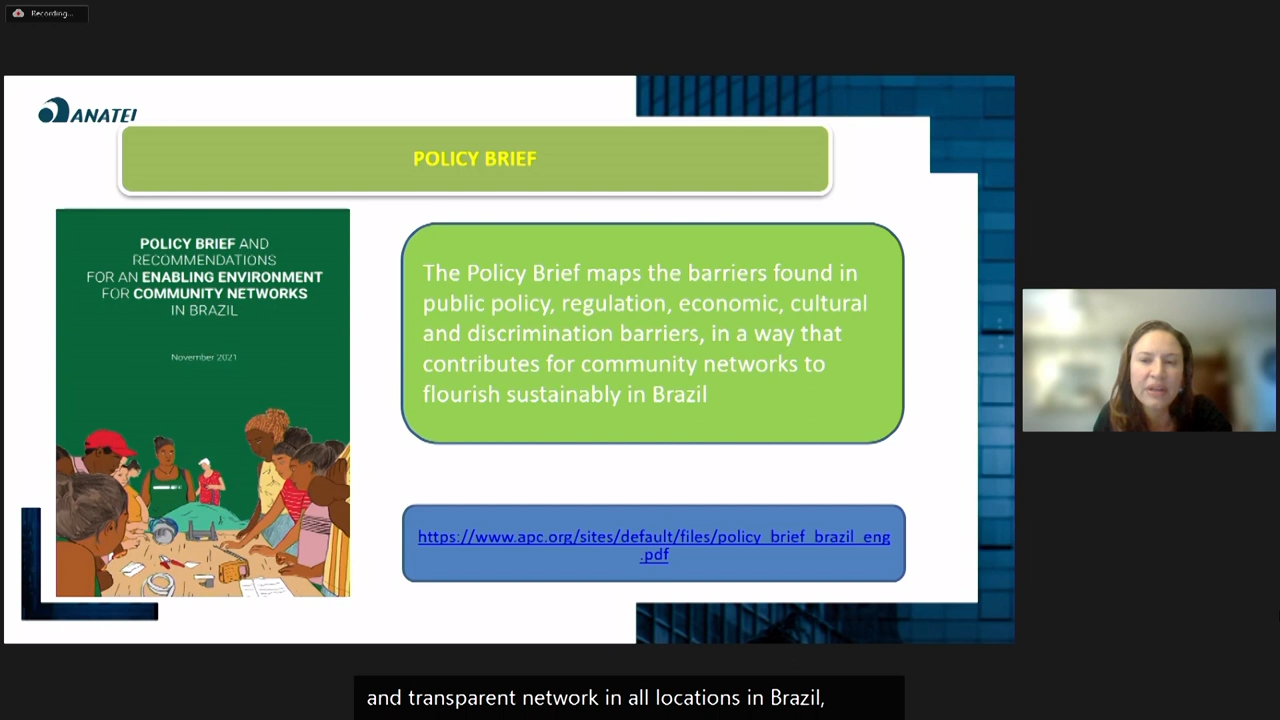 Recording...
ANATEL
POLICY BRIEF
POLICY BRIEF AND
RECOMMENDATIONS
FOR AN ENABLING ENVIRONMENT
FOR COMMUNITY NETWORKS
IN BRAZIL
November 2021
The Policy Brief maps the barriers found in
public policy, regulation, economic, cultural
and discrimination barriers, in a way that
contributes for community networks to
flourish sustainably in Brazil
https://www.apc.org/sites/default/files/policy_brief_brazil_eng
.pdf
and transparent network in all locations in Brazil,